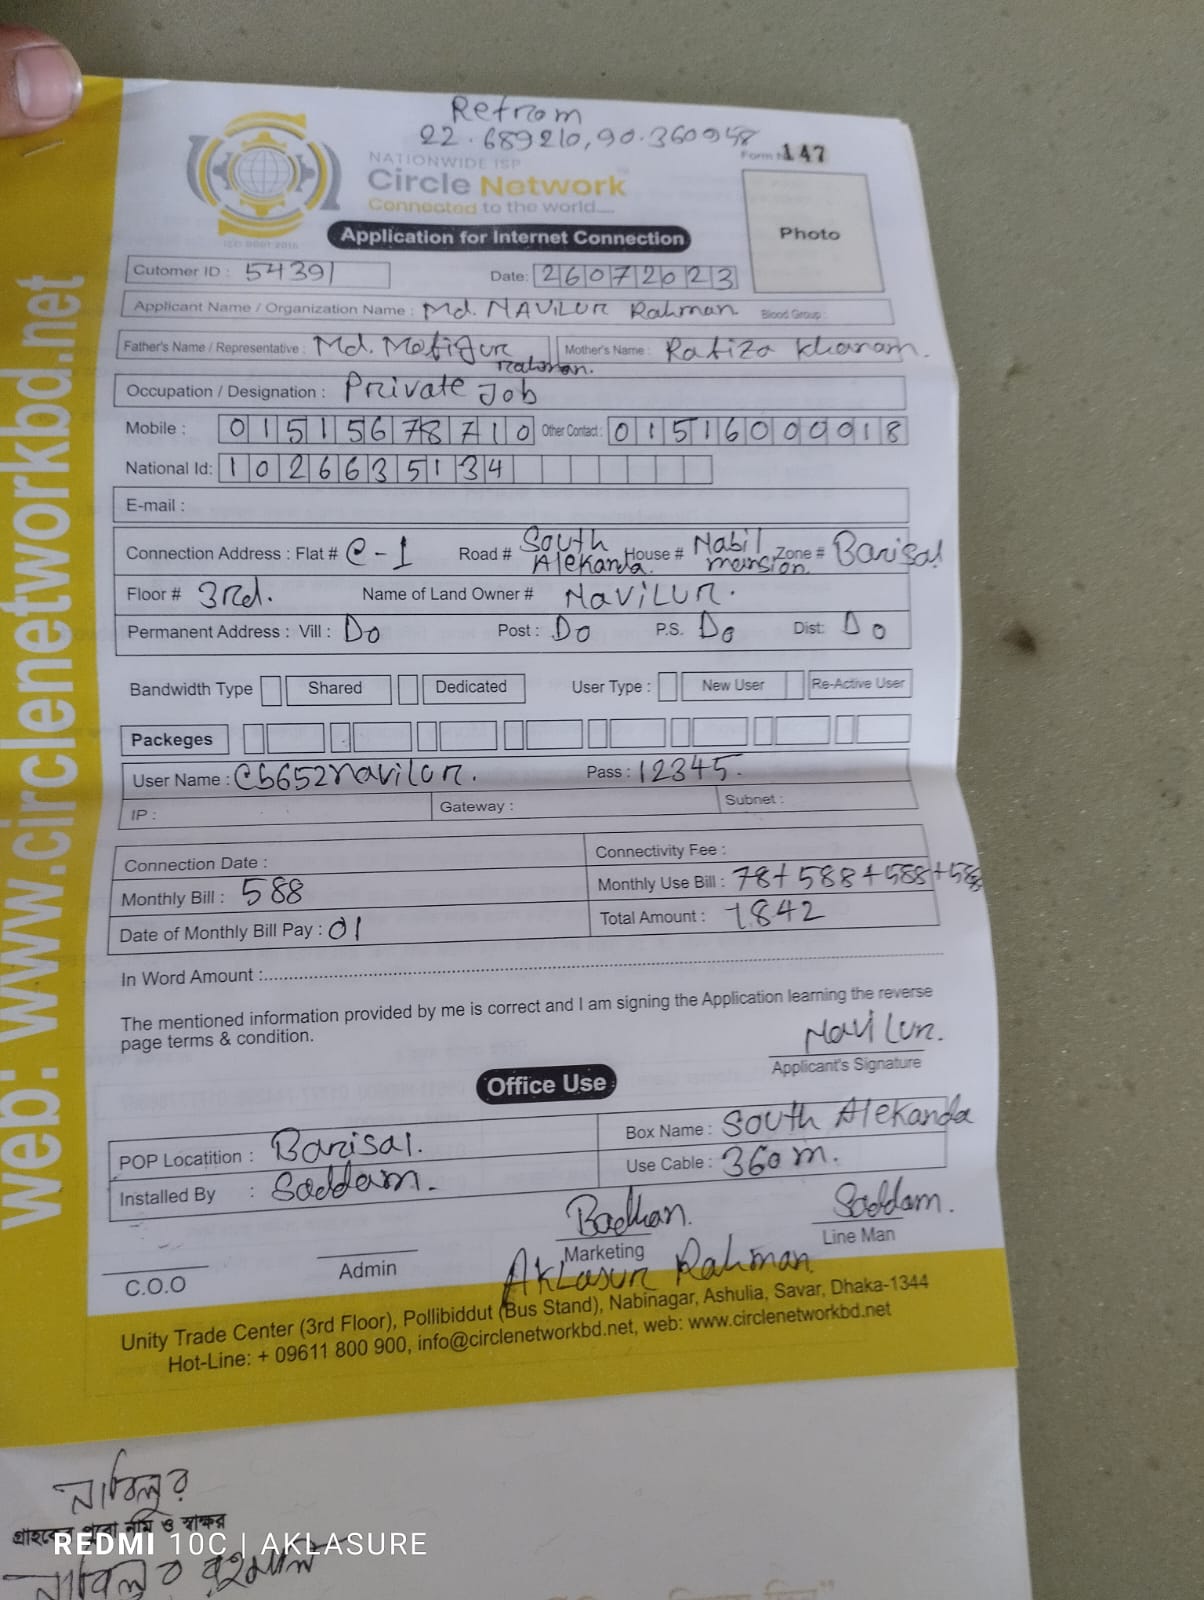 Retrom
22.689210,90.360948
NATIONWIDE ISP
Form No 147
Circle Network
Connected to the world....
ISO 9001:2015
Photo
Application for Internet Connection
Cutomer ID : 54391 Date: 26072023
Applicant Name / Organization Name : Md. NAViLUR Rahman Blood Group :
Father's Name / Representative : Md. Motiqur Rahman. Mother's Name : Rabiza Khanam.
Occupation / Designation : Private Job
Mobile : 01515678710 Other Contact : 01516000018
National Id: 1026635134
E-mail :
Connection Address : Flat # C-1 Road # South Alekanda. House # Nabil mansion. Zone # Barisal
Floor # 3rd. Name of Land Owner # NaviLUR.
Permanent Address : Vill : Do Post : Do P.S. Do Dist: Do
Bandwidth Type Shared Dedicated User Type : New User Re-Active User
Packeges
User Name : c5652navilur. Pass : 12345.
IP : Gateway : Subnet :
Connection Date : Connectivity Fee :
Monthly Bill : 588 Monthly Use Bill : 78+588+588+588
Date of Monthly Bill Pay : 01 Total Amount : 1842
In Word Amount :
The mentioned information provided by me is correct and I am signing the Application learning the reverse
page terms & condition.
Navilur.
Applicant's Signature
Office Use
POP Locatition : Barisal. Box Name : South Alekanda
Installed By : Saddam. Use Cable : 360 m.
Badhan. Saddam.
C.O.O Admin Marketing Line Man
Aklasur Rahman
Unity Trade Center (3rd Floor), Pollibiddut (Bus Stand), Nabinagar, Ashulia, Savar, Dhaka-1344
Hot-Line: + 09611 800 900, info@circlenetworkbd.net, web: www.circlenetworkbd.net
web: www.circlenetworkbd.net
নাবিলুর
গ্রাহকের পুরো নাম ও স্বাক্ষর
REDMI 10C | AKLASURE
নাবিলুর রহমান